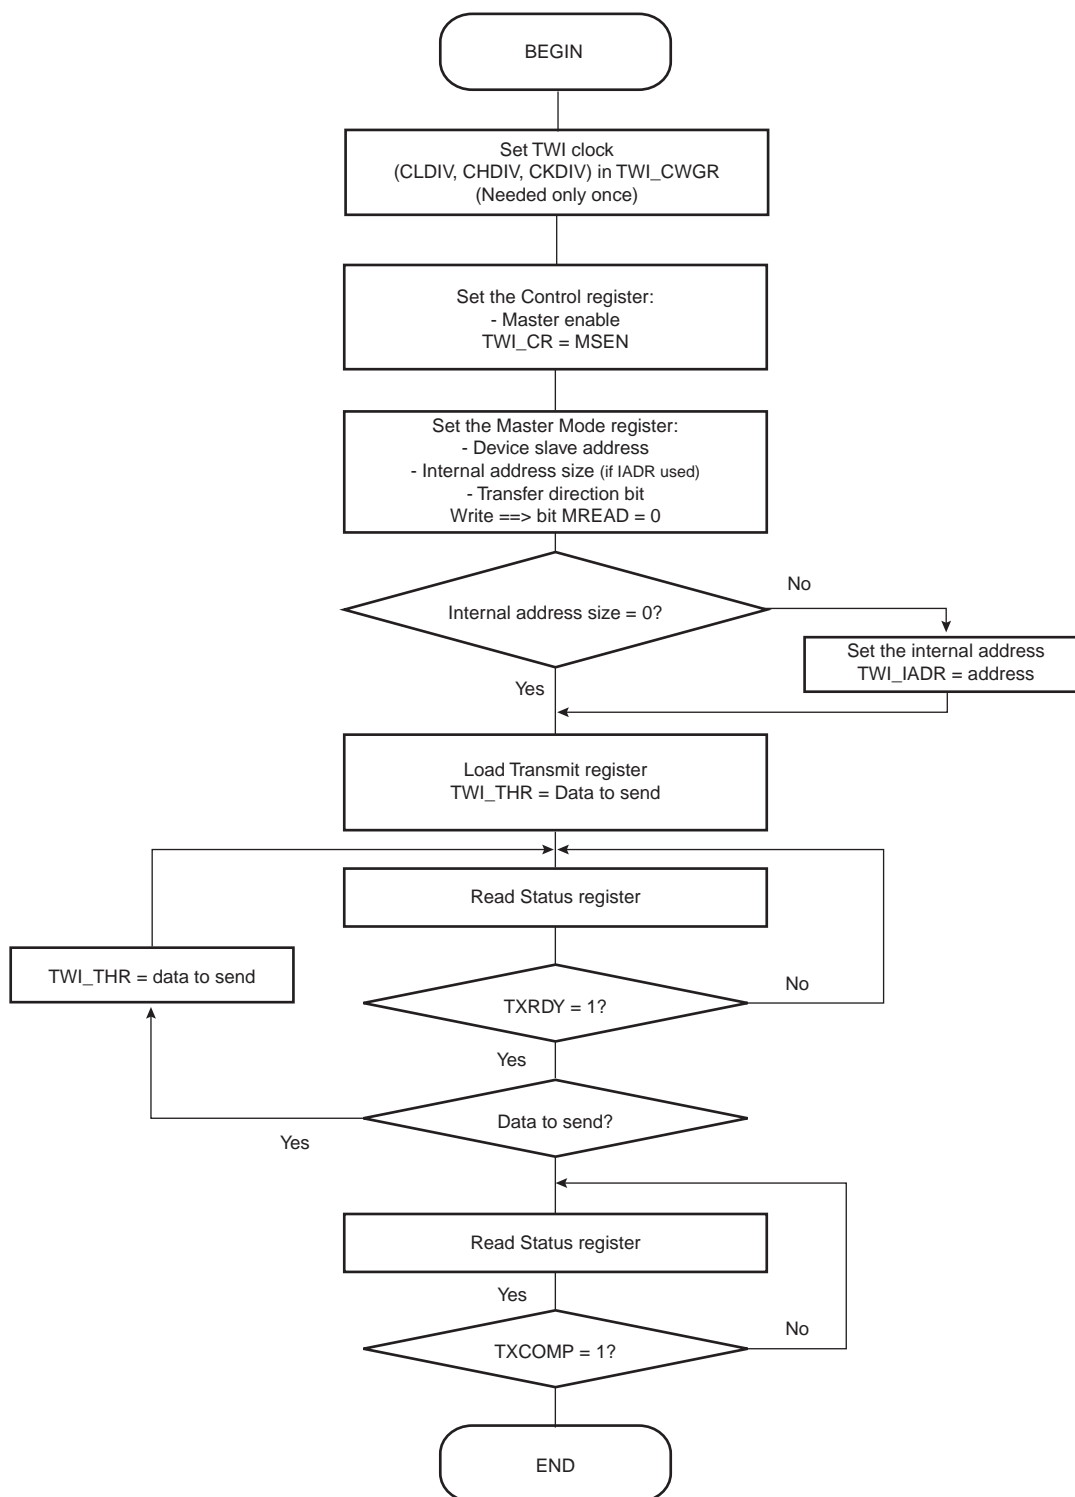 BEGIN
Set TWI clock
(CLDIV, CHDIV, CKDIV) in TWI_CWGR
(Needed only once)
Set the Control register:
- Master enable
TWI_CR = MSEN
Set the Master Mode register:
- Device slave address
- Internal address size (if IADR used)
- Transfer direction bit
Write ==> bit MREAD = 0
No
Internal address size = 0?
Set the internal address
TWI_IADR = address
Yes
Load Transmit register
TWI_THR = Data to send
Read Status register
TWI_THR = data to send
No
TXRDY = 1?
Yes
Data to send?
Yes
Read Status register
Yes
No
TXCOMP = 1?
END